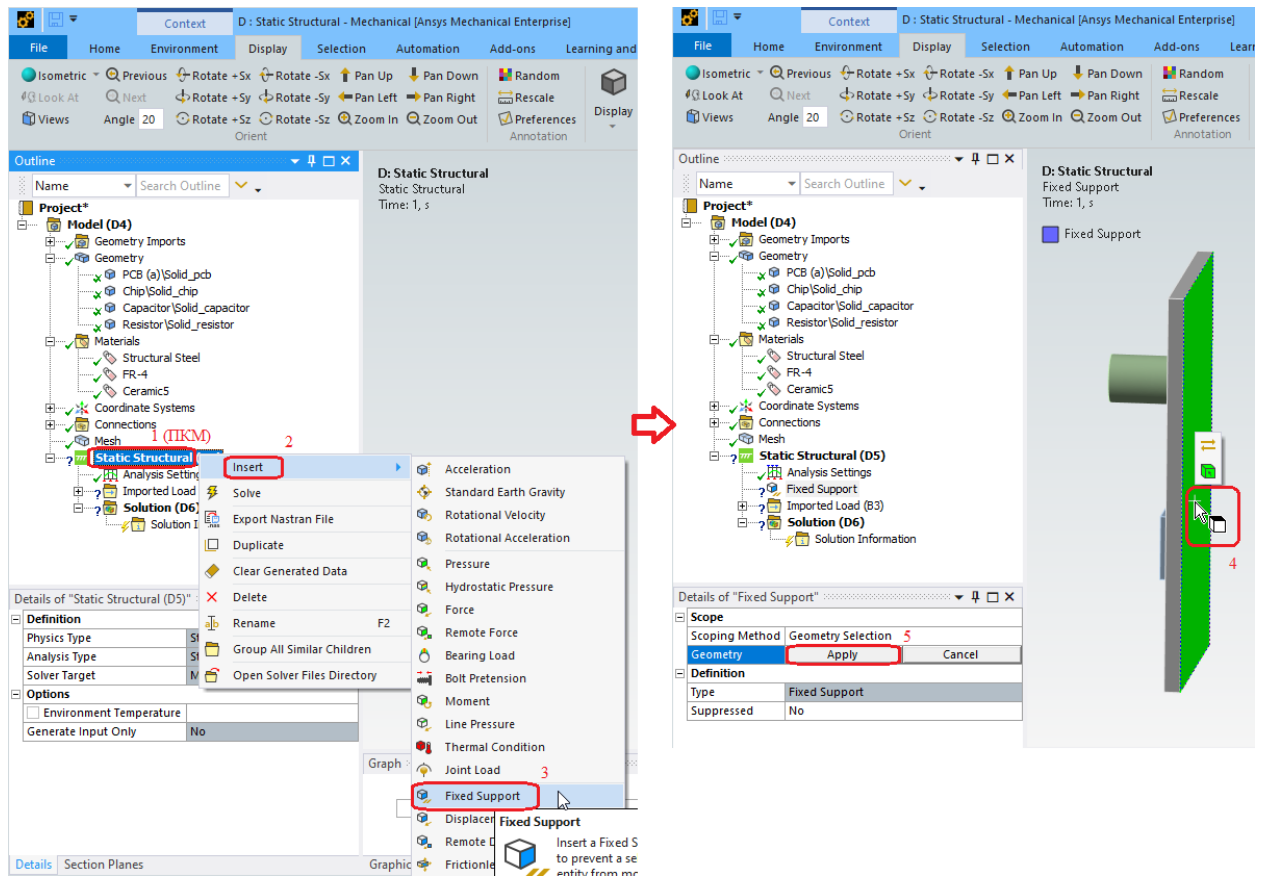 Context
D : Static Structural - Mechanical [Ansys Mechanical Enterprise]
File Home Environment Display Selection Automation Add-ons Learning and
Isometric Previous Rotate +Sx Rotate -Sx Pan Up Pan Down Random
Look At Next Rotate +Sy Rotate -Sy Pan Left Pan Right Rescale
Views Angle 20 Rotate +Sz Rotate -Sz Zoom In Zoom Out Preferences
Display
Orient Annotation
Outline
Name Search Outline
Project*
Model (D4)
Geometry Imports
Geometry
PCB (a)\Solid_pcb
Chip\Solid_chip
Capacitor\Solid_capacitor
Resistor\Solid_resistor
Materials
Structural Steel
FR-4
Ceramic5
Coordinate Systems
Connections
Mesh
1 (ПКМ)
Static Structural
Analysis Setting
Imported Load
Solution (D6)
Solution I
D: Static Structural
Static Structural
Time: 1, s
2
Insert
Solve
Export Nastran File
Duplicate
Clear Generated Data
Delete
Rename F2
Group All Similar Children
Open Solver Files Directory
Acceleration
Standard Earth Gravity
Rotational Velocity
Rotational Acceleration
Pressure
Hydrostatic Pressure
Force
Remote Force
Bearing Load
Bolt Pretension
Moment
Line Pressure
Thermal Condition
Joint Load
3
Fixed Support
Displacer
Remote D
Frictionle
Fixed Support
Insert a Fixed S
to prevent a se
entity from mo
Details of "Static Structural (D5)"
Definition
Physics Type St
Analysis Type St
Solver Target M
Options
Environment Temperature
Generate Input Only No
Details Section Planes
Graph
Graphic
Context
D : Static Structural - Mechanical [Ansys Mechanical Enterprise]
File Home Environment Display Selection Automation Add-ons Lear
Isometric Previous Rotate +Sx Rotate -Sx Pan Up Pan Down Random
Look At Next Rotate +Sy Rotate -Sy Pan Left Pan Right Rescale
Views Angle 20 Rotate +Sz Rotate -Sz Zoom In Zoom Out Preferences
Orient Annotation
Outline
Name Search Outline
Project*
Model (D4)
Geometry Imports
Geometry
PCB (a)\Solid_pcb
Chip\Solid_chip
Capacitor\Solid_capacitor
Resistor\Solid_resistor
Materials
Structural Steel
FR-4
Ceramic5
Coordinate Systems
Connections
Mesh
Static Structural (D5)
Analysis Settings
Fixed Support
Imported Load (B3)
Solution (D6)
Solution Information
D: Static Structural
Fixed Support
Time: 1, s
Fixed Support
4
Details of "Fixed Support"
Scope
Scoping Method Geometry Selection 5
Geometry Apply Cancel
Definition
Type Fixed Support
Suppressed No